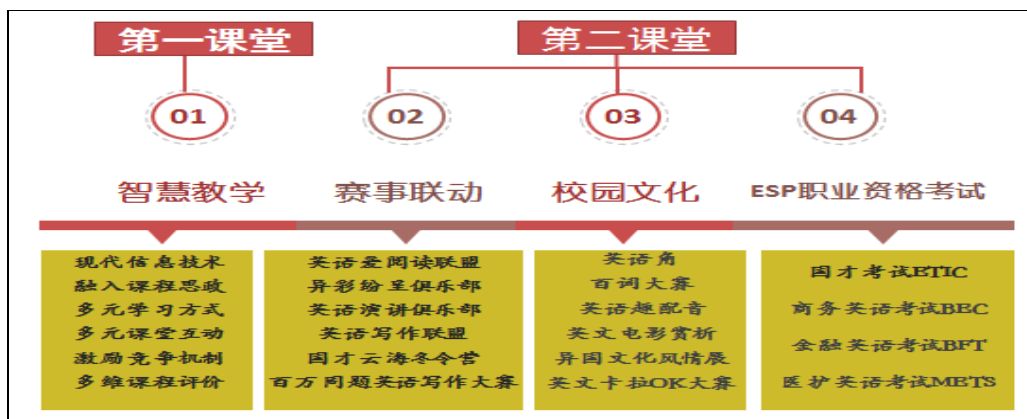 第一课堂
第二课堂
01
02
03
04
智慧教学
赛事联动
校园文化
ESP职业资格考试
现代信息技术
融入课程思政
多元学习方式
多元课堂互动
激励竞争机制
多维课程评价
英语爱阅读联盟
异彩纷呈俱乐部
英语演讲俱乐部
英语写作联盟
国才云海冬令营
百万同题英语写作大赛
英语角
百词大赛
英语趣配音
英文电影赏析
异国文化风情展
英文卡拉OK大赛
国才考试ETIC
商务英语考试BEC
金融英语考试BFT
医护英语考试METS